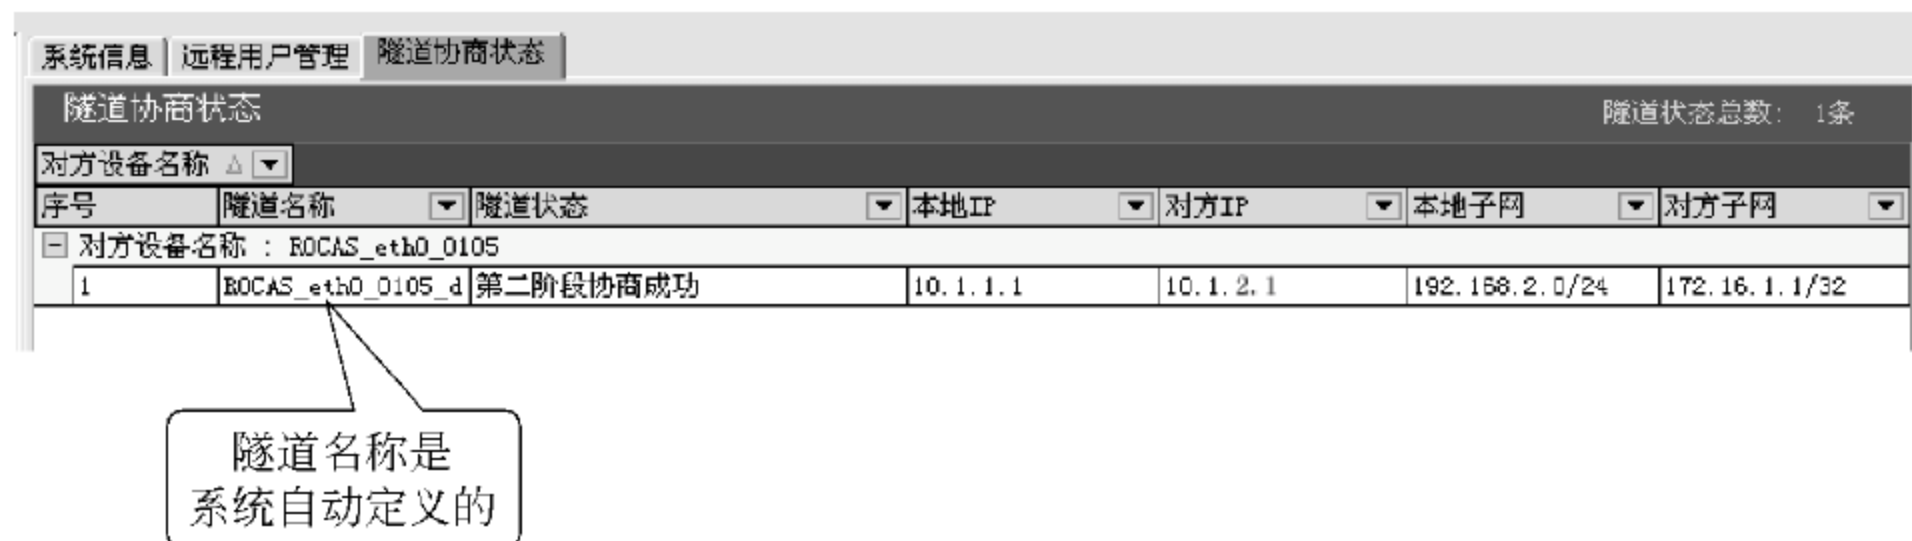 系统信息 远程用户管理 隧道协商状态
隧道协商状态 隧道状态总数: 1条
对方设备名称
序号 隧道名称 隧道状态 本地IP 对方IP 本地子网 对方子网
对方设备名称 : ROCAS_eth0_0105
1 ROCAS_eth0_0105_d 第二阶段协商成功 10.1.1.1 10.1.2.1 192.168.2.0/24 172.16.1.1/32
隧道名称是
系统自动定义的